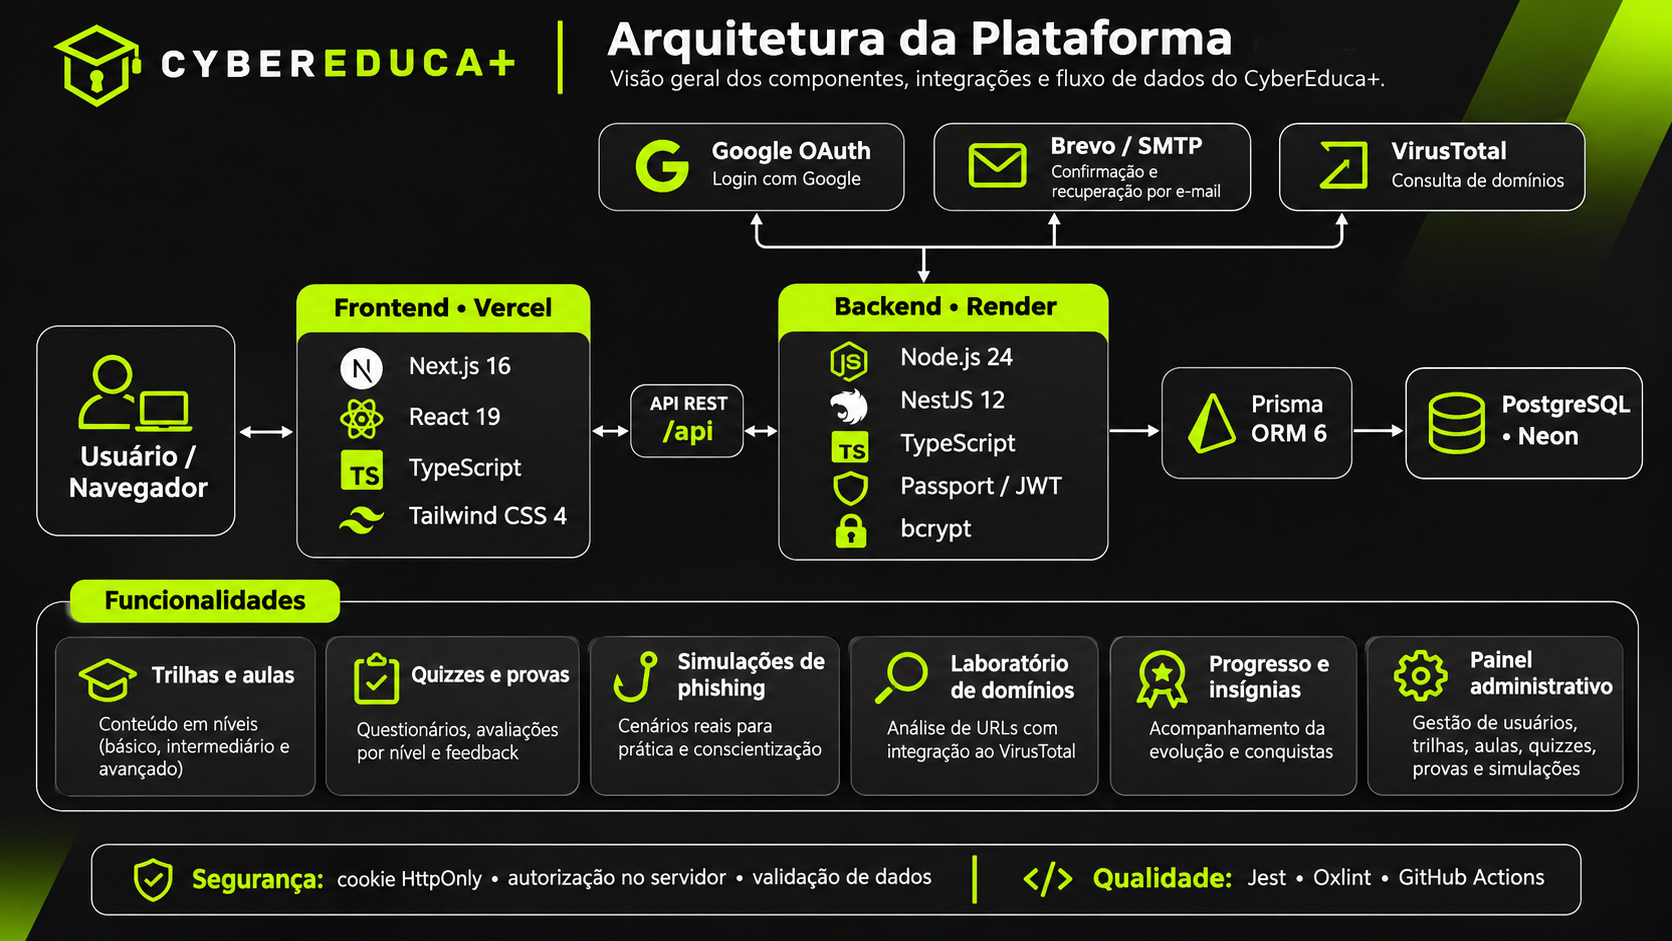 CYBEREDUCA+
Arquitetura da Plataforma
Visão geral dos componentes, integrações e fluxo de dados do CyberEduca+.
Google OAuth
Login com Google
Brevo / SMTP
Confirmação e
recuperação por e-mail
VirusTotal
Consulta de domínios
Usuário /
Navegador
Frontend • Vercel
N
Next.js 16
React 19
TS
TypeScript
Tailwind CSS 4
API REST
/api
Backend • Render
JS
Node.js 24
NestJS 12
TS
TypeScript
Passport / JWT
bcrypt
Prisma
ORM 6
PostgreSQL
• Neon
Funcionalidades
Trilhas e aulas
Conteúdo em níveis
(básico, intermediário e
avançado)
Quizzes e provas
Questionários, avaliações
por nível e feedback
Simulações de
phishing
Cenários reais para
prática e conscientização
Laboratório
de domínios
Análise de URLs com
integração ao VirusTotal
Progresso e
insígnias
Acompanhamento da
evolução e conquistas
Painel
administrativo
Gestão de usuários,
trilhas, aulas, quizzes,
provas e simulações
Segurança: cookie HttpOnly • autorização no servidor • validação de dados
</> Qualidade: Jest • Oxlint • GitHub Actions